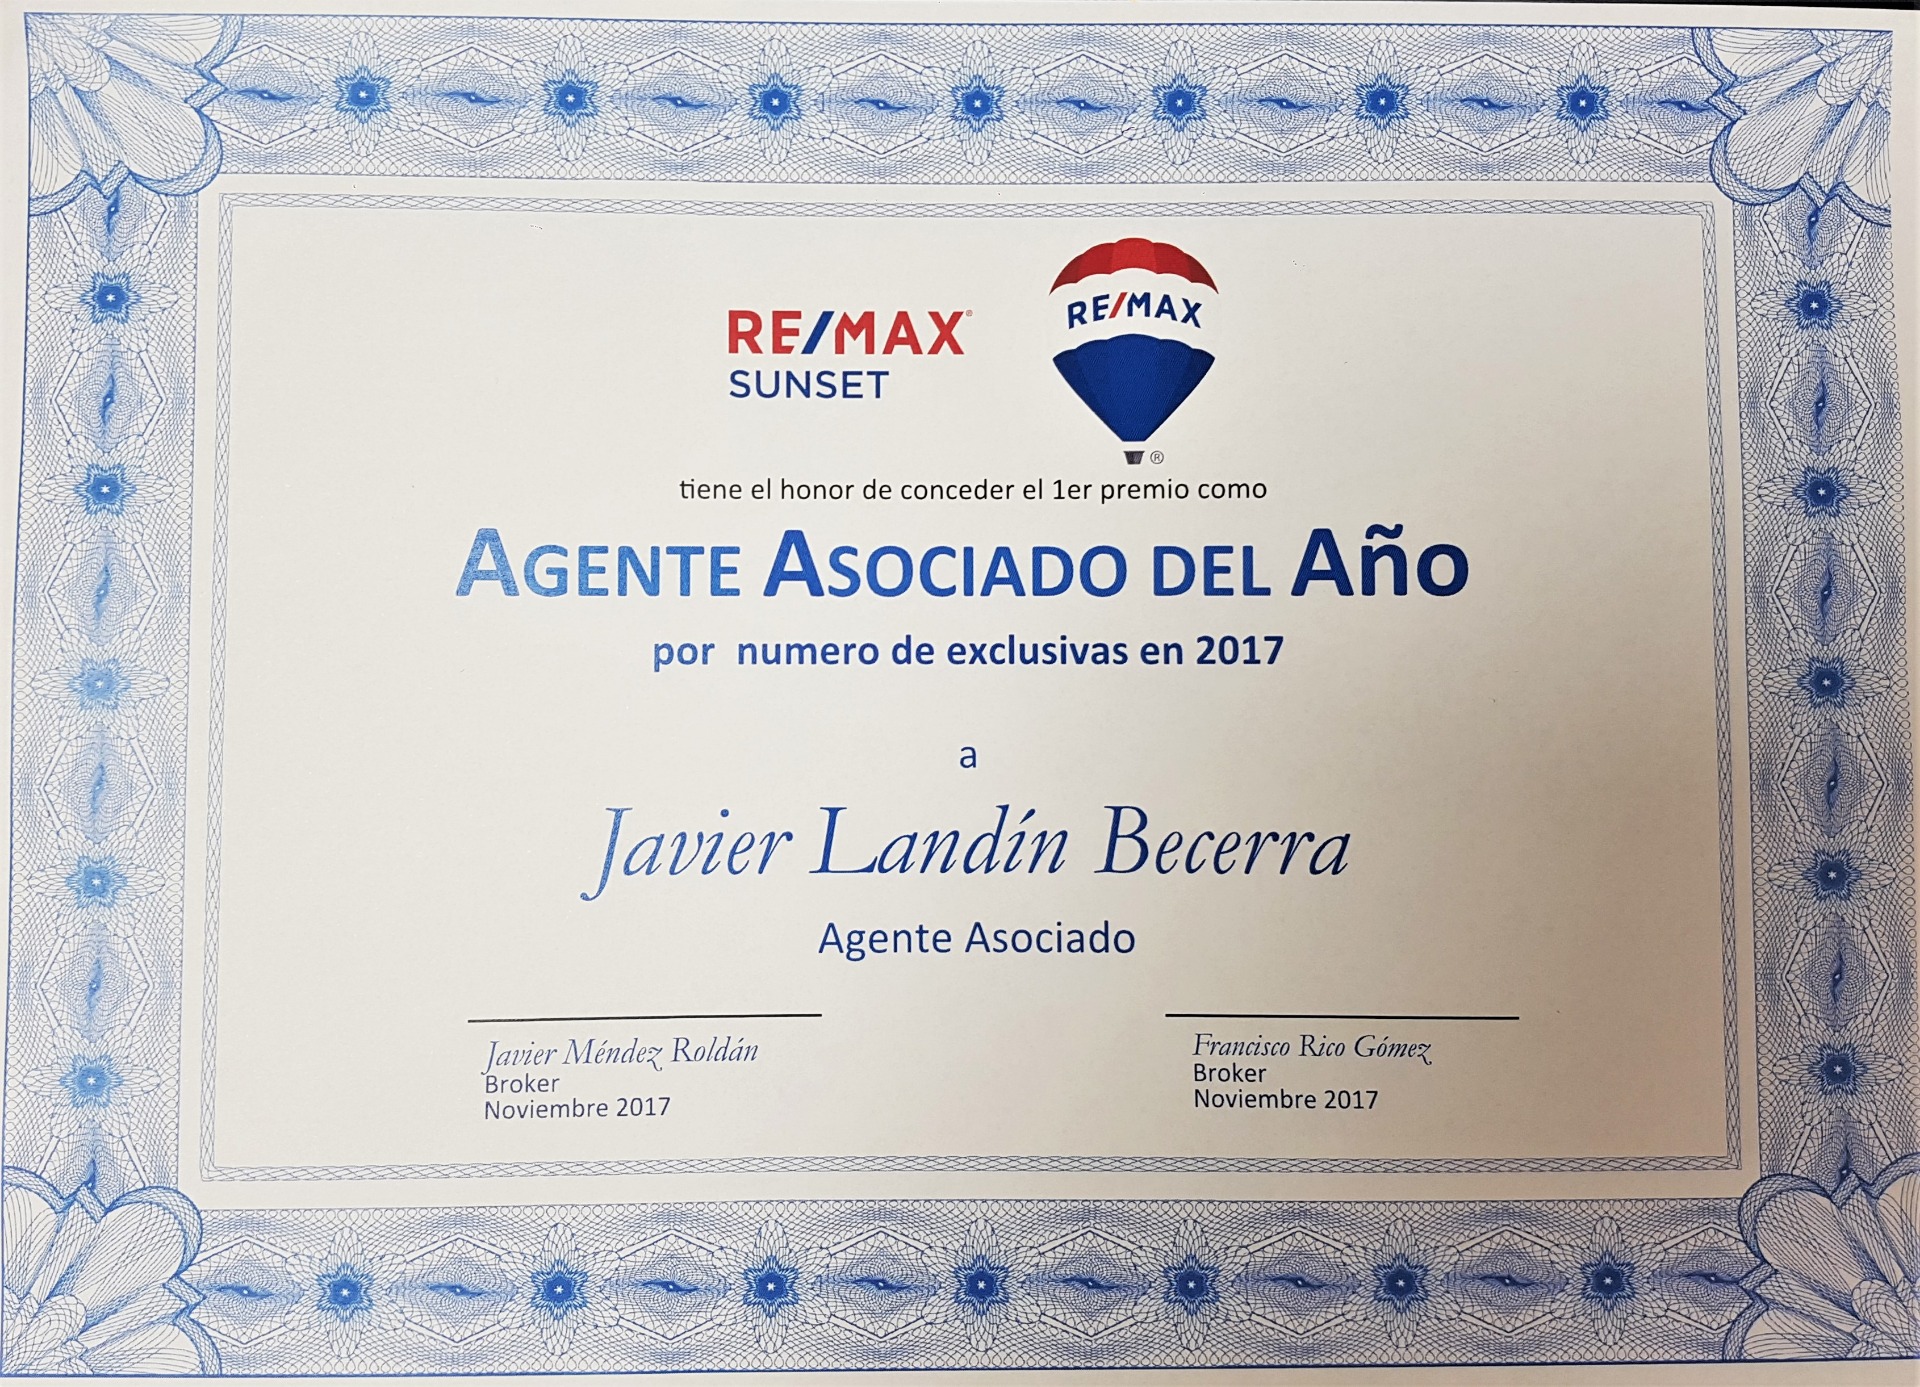 RE/MAX®
SUNSET
RE/MAX
®
tiene el honor de conceder el 1er premio como
AGENTE ASOCIADO DEL AñO
por numero de exclusivas en 2017
a
Javier Landín Becerra
Agente Asociado
Javier Méndez Roldán
Broker
Noviembre 2017
Francisco Rico Gómez
Broker
Noviembre 2017